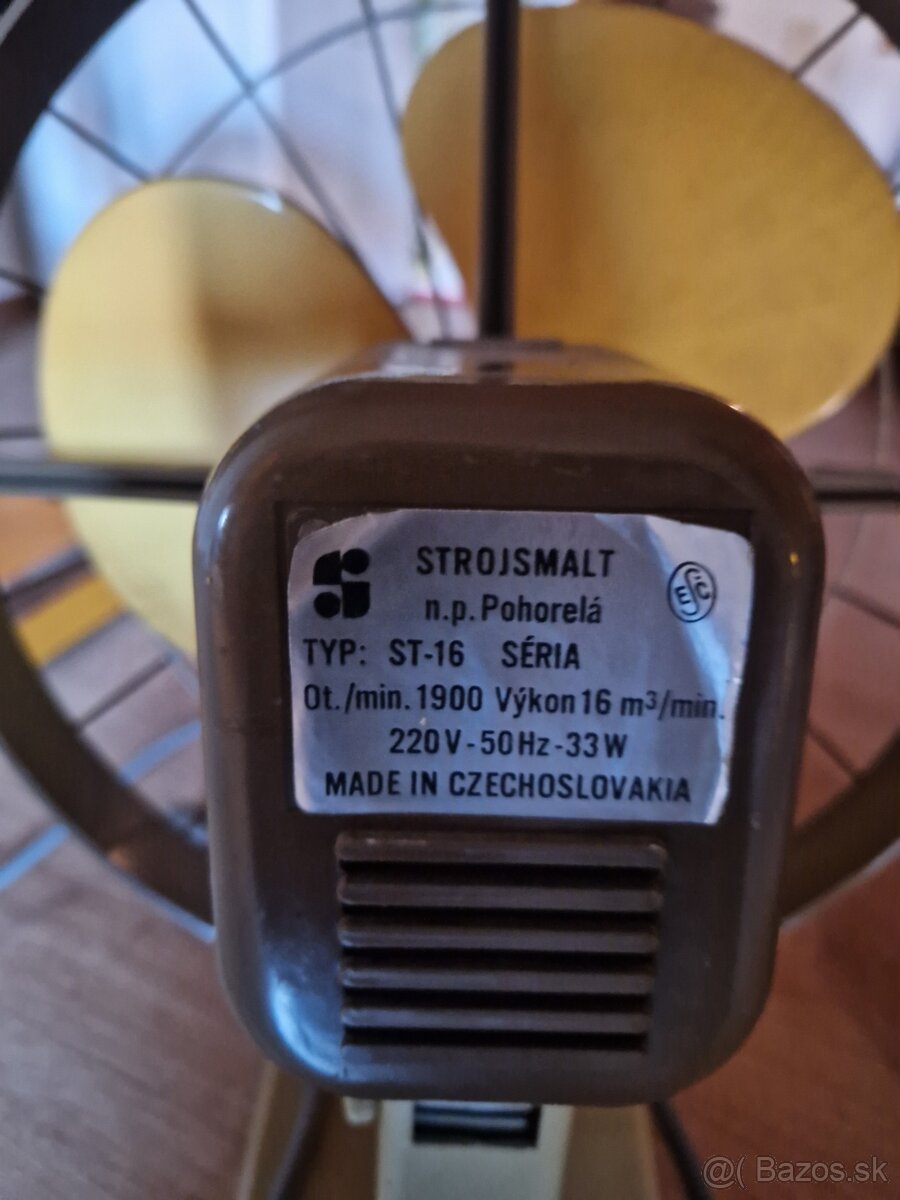 STROJSMALT
n.p. Pohorelá
TYP: ST-16 SÉRIA
Ot./min. 1900 Výkon 16 m³/min.
220V-50Hz-33W
MADE IN CZECHOSLOVAKIA
@( Bazos.sk